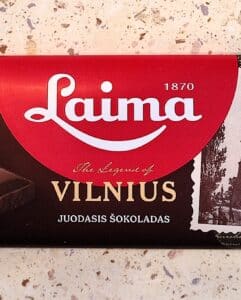 1870
Laima
The Legend of
VILNIUS
JUODASIS ŠOKOLADAS